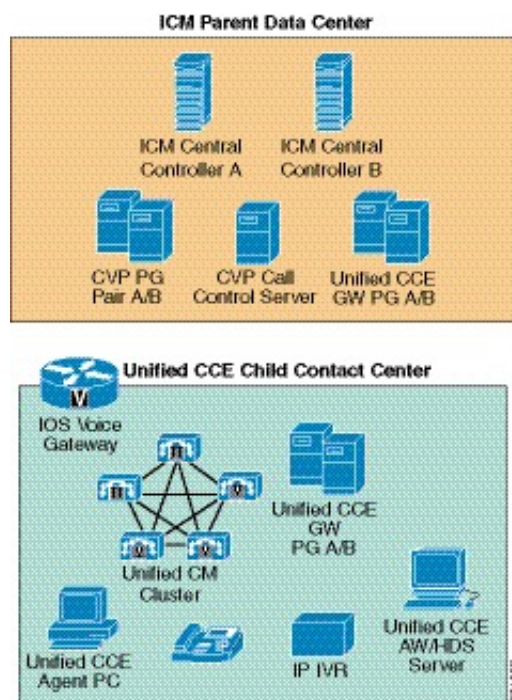 ICM Parent Data Center
ICM Central
Controller A
ICM Central
Controller B
CVP PG
Pair A/B
CVP Call
Control Server
Unified CCE
GW PG A/B
Unified CCE Child Contact Center
V
IOS Voice
Gateway
Unified CCE
GW
PG A/B
Unified CM
Cluster
Unified CCE
Agent PC
IP IVR
Unified CCE
AW/HDS
Server